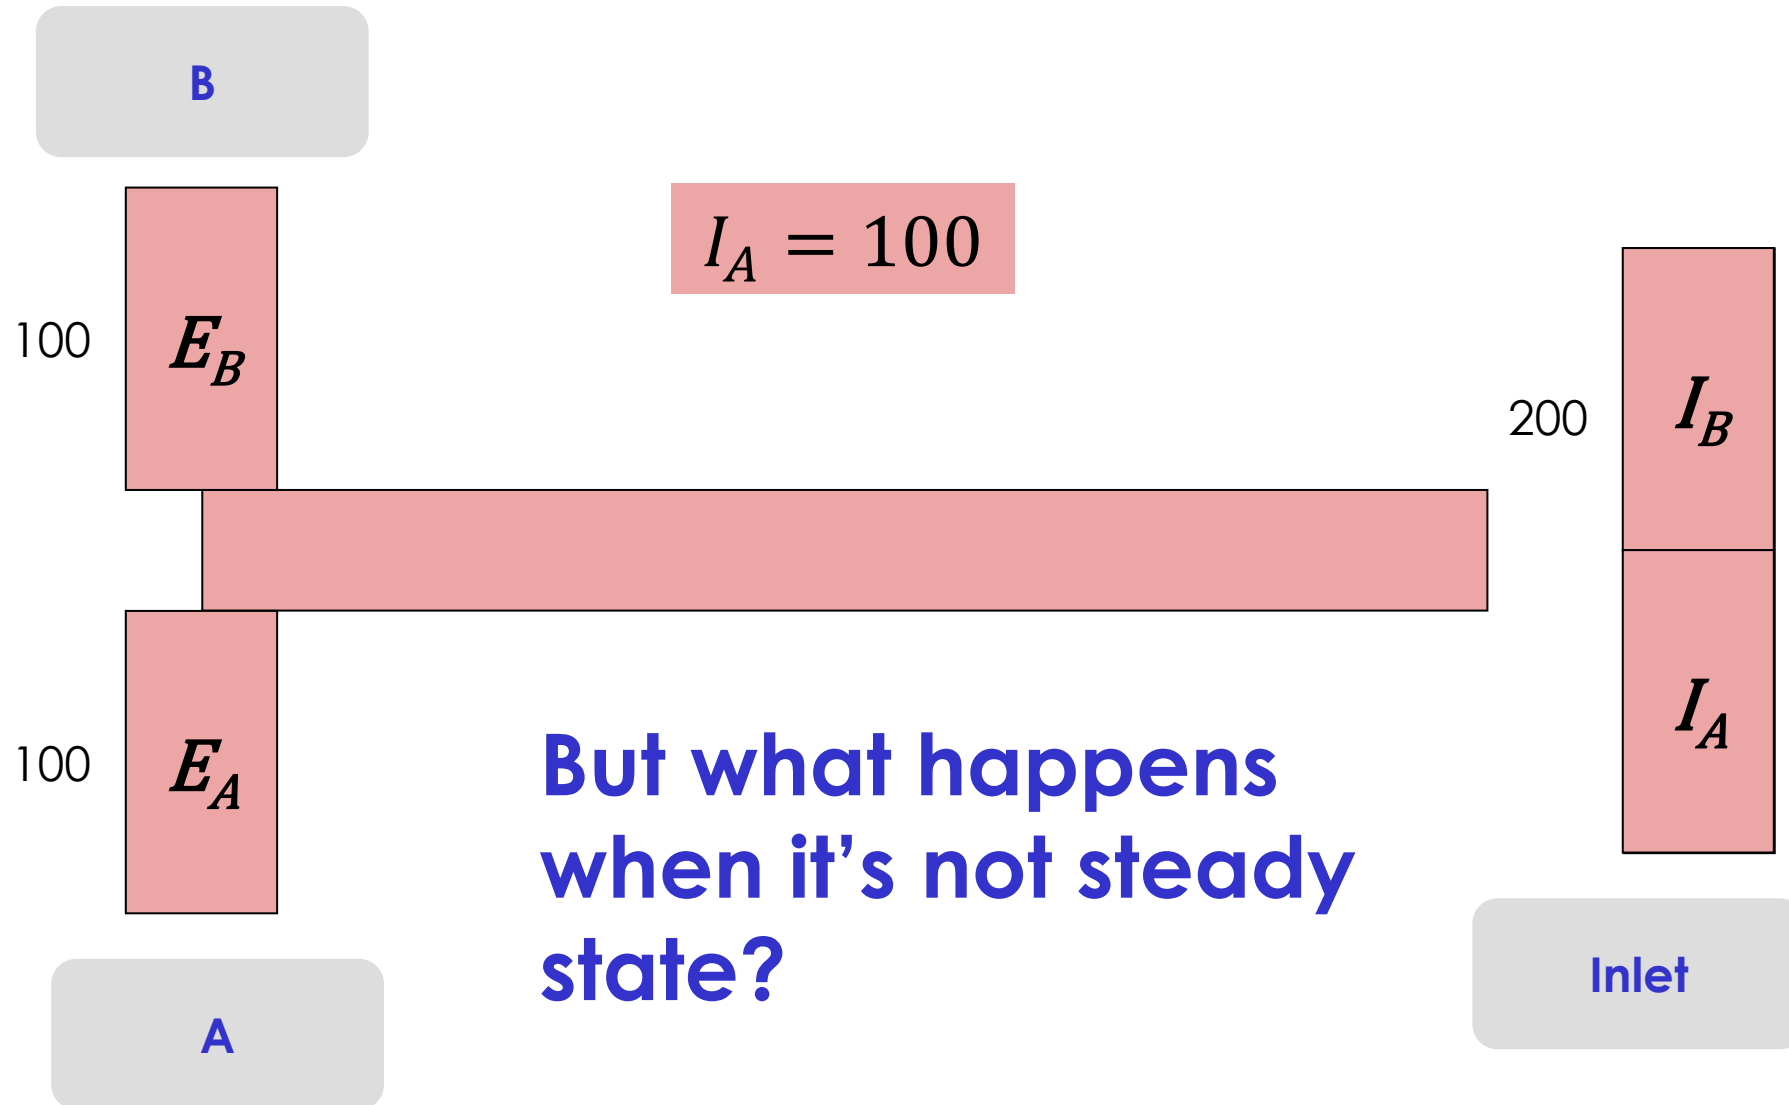 B
I_A = 100
100
E_B
200
I_B
100
E_A
I_A
But what happens
when it’s not steady
state?
Inlet
A